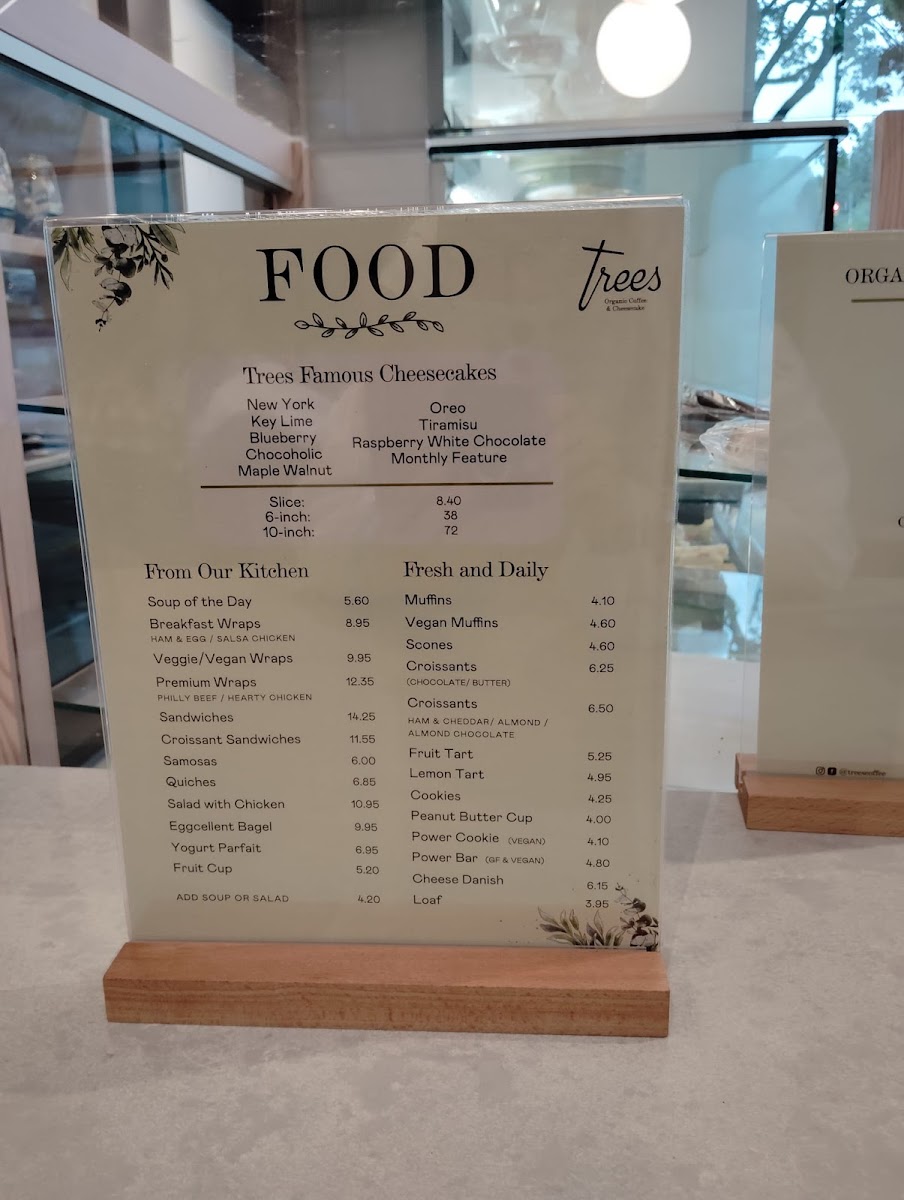 FOOD
trees
Organic Coffee
& Cheesecake
Trees Famous Cheesecakes
New York
Key Lime
Blueberry
Chocoholic
Maple Walnut
Oreo
Tiramisu
Raspberry White Chocolate
Monthly Feature
Slice: 8.40
6-inch: 38
10-inch: 72
From Our Kitchen
Soup of the Day 5.60
Breakfast Wraps 8.95
HAM & EGG / SALSA CHICKEN
Veggie/Vegan Wraps 9.95
Premium Wraps 12.35
PHILLY BEEF / HEARTY CHICKEN
Sandwiches 14.25
Croissant Sandwiches 11.55
Samosas 6.00
Quiches 6.85
Salad with Chicken 10.95
Eggcellent Bagel 9.95
Yogurt Parfait 6.95
Fruit Cup 5.20
ADD SOUP OR SALAD 4.20
Fresh and Daily
Muffins 4.10
Vegan Muffins 4.60
Scones 4.60
Croissants 6.25
(CHOCOLATE/ BUTTER)
Croissants 6.50
HAM & CHEDDAR/ ALMOND /
ALMOND CHOCOLATE
Fruit Tart 5.25
Lemon Tart 4.95
Cookies 4.25
Peanut Butter Cup 4.00
Power Cookie (VEGAN) 4.10
Power Bar (GF & VEGAN) 4.80
Cheese Danish 6.15
Loaf 3.95
ORGA
@treescoffee